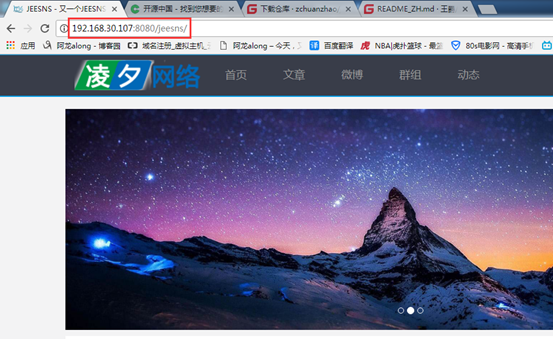 JEESNS - 又一个JEESNS 开源中国 - 找到您想要的 下载仓库 - zchuanzhao/ README_ZH.md · 王
192.168.30.107:8080/jeesns/
应用 阿龙along - 博客园 域名注册_虚拟主机_ 阿龙along – 今天, 百度翻译 NBA|虎扑篮球 - 最 80s电影网 - 高清手机
凌夕网络 首页 文章 微博 群组 动态